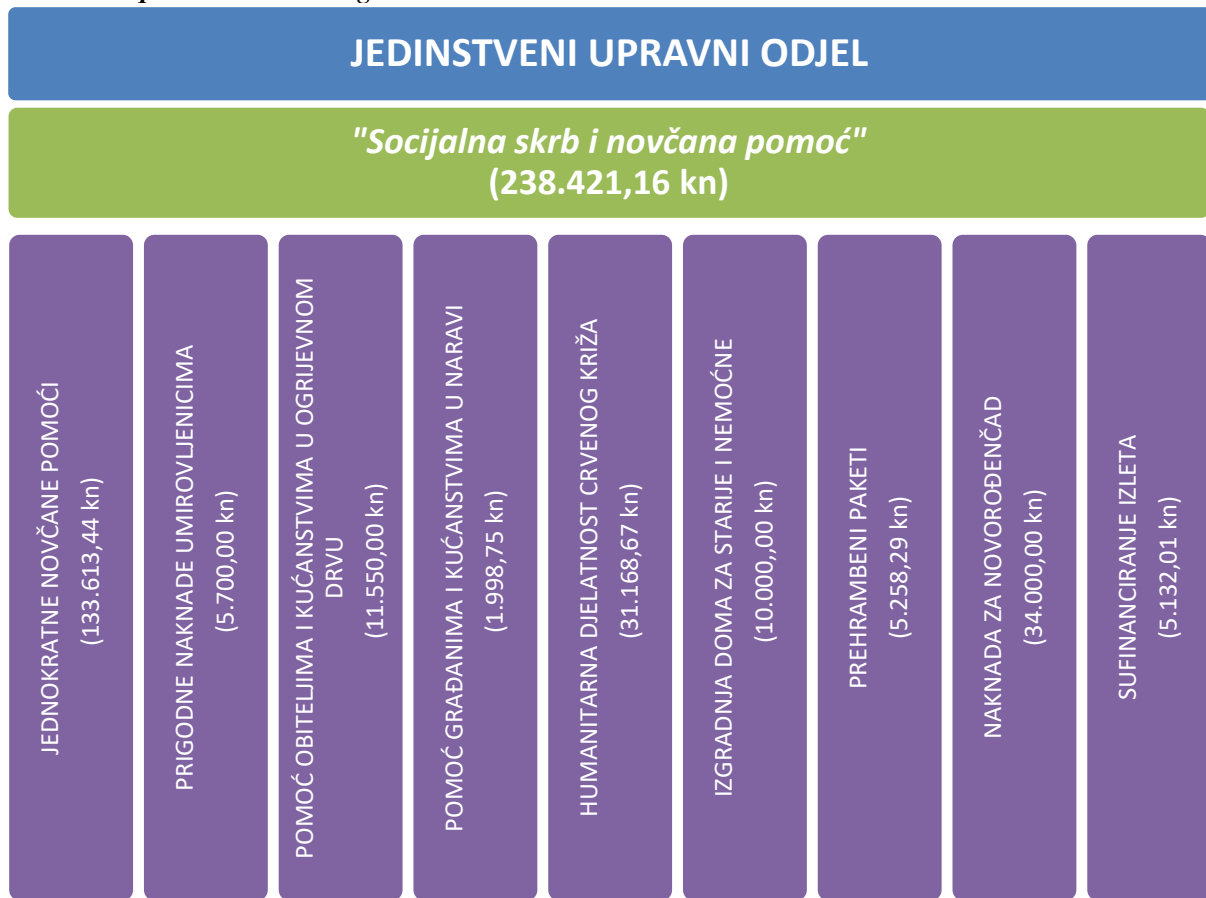 JEDINSTVENI UPRAVNI ODJEL
"Socijalna skrb i novčana pomoć"
(238.421,16 kn)
JEDNOKRATNE NOVČANE POMOĆI
(133.613,44 kn)
PRIGODNE NAKNADE UMIROVLJENICIMA
(5.700,00 kn)
POMOĆ OBITELJIMA I KUĆANSTVIMA U OGRIJEVNOM
DRVU
(11.550,00 kn)
POMOĆ GRAĐANIMA I KUĆANSTVIMA U NARAVI
(1.998,75 kn)
HUMANITARNA DJELATNOST CRVENOG KRIŽA
(31.168,67 kn)
IZGRADNJA DOMA ZA STARIJE I NEMOĆNE
(10.000,,00 kn)
PREHRAMBENI PAKETI
(5.258,29 kn)
NAKNADA ZA NOVOROĐENČAD
(34.000,00 kn)
SUFINANCIRANJE IZLETA
(5.132,01 kn)